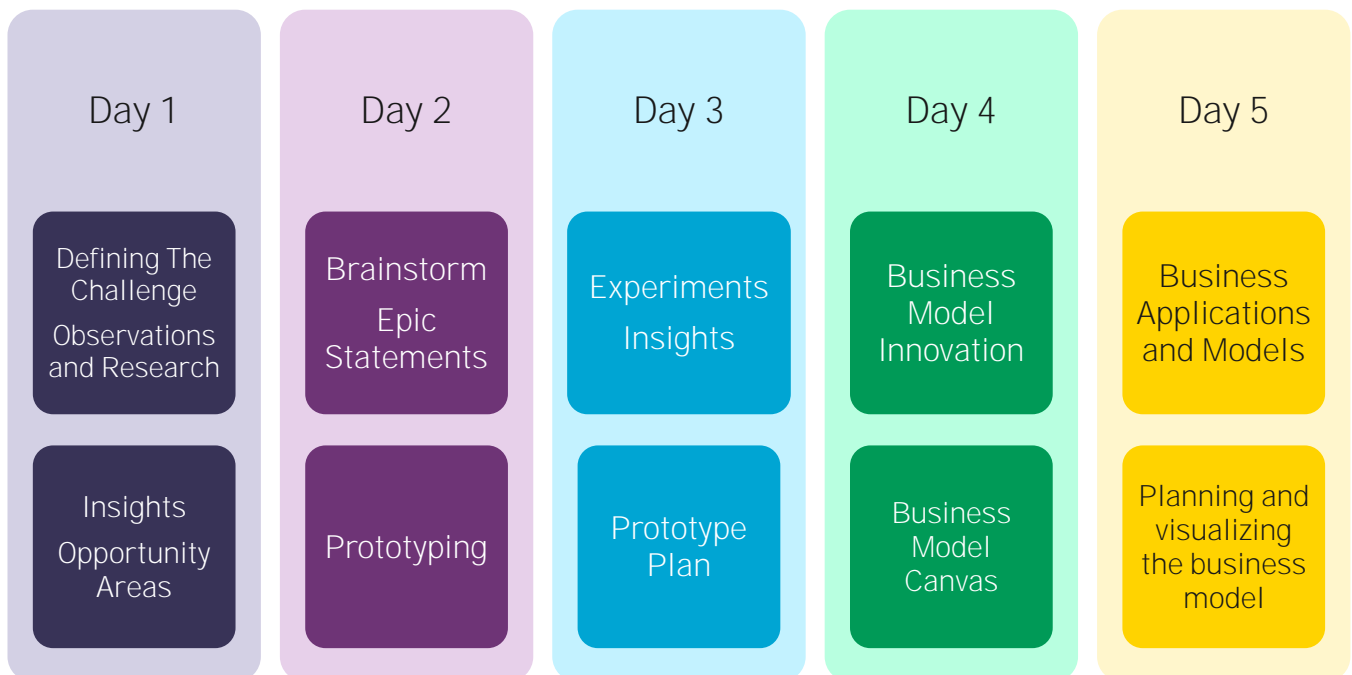 Day 1
Defining The
Challenge
Observations
and Research
Insights
Opportunity
Areas
Day 2
Brainstorm
Epic
Statements
Prototyping
Day 3
Experiments
Insights
Prototype
Plan
Day 4
Business
Model
Innovation
Business
Model
Canvas
Day 5
Business
Applications
and Models
Planning and
visualizing
the business
model